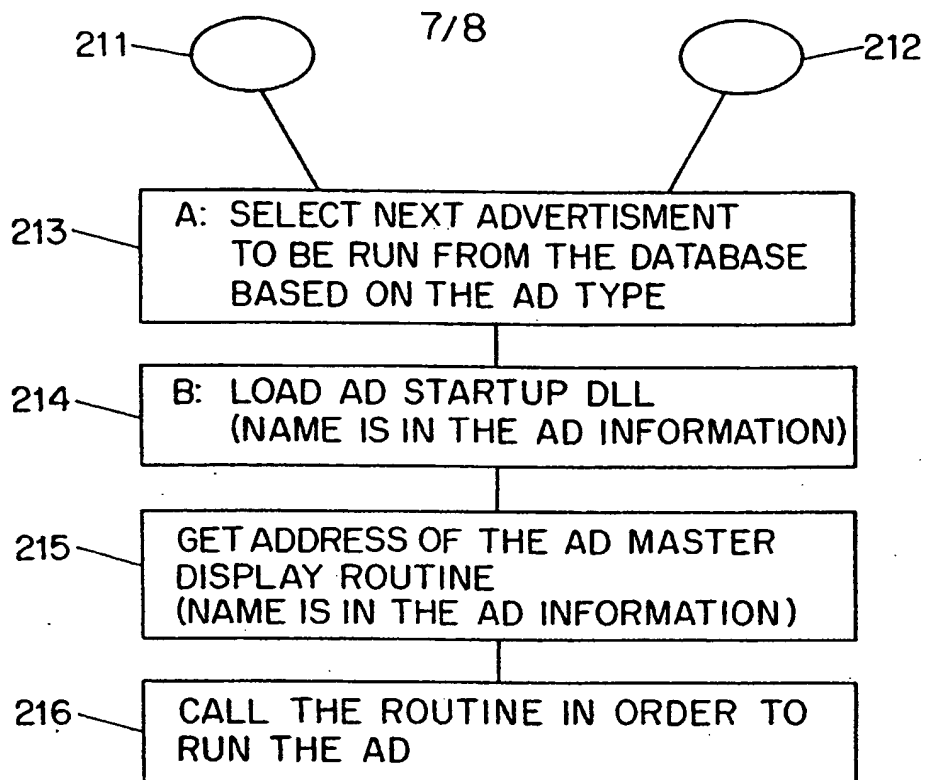 7/8
211
212
213
A: SELECT NEXT ADVERTISMENT
TO BE RUN FROM THE DATABASE
BASED ON THE AD TYPE
214
B: LOAD AD STARTUP DLL
(NAME IS IN THE AD INFORMATION)
215
GET ADDRESS OF THE AD MASTER
DISPLAY ROUTINE
(NAME IS IN THE AD INFORMATION)
216
CALL THE ROUTINE IN ORDER TO
RUN THE AD